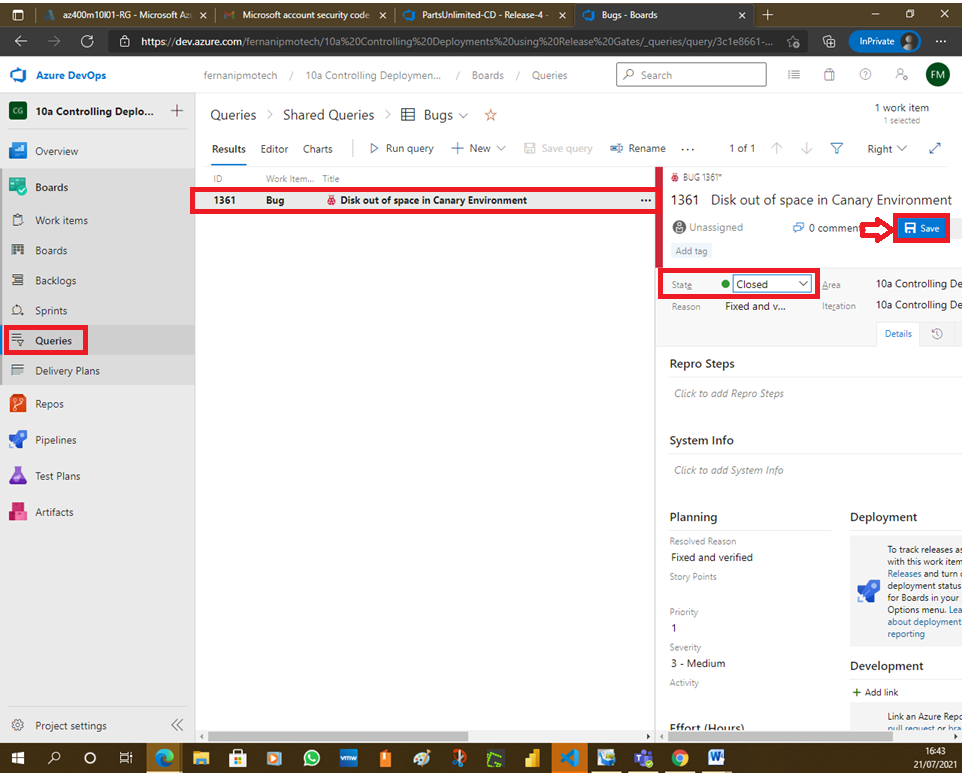 az400m10l01-RG - Microsoft Az
Microsoft account security code
PartsUnlimited-CD - Release-4 -
Bugs - Boards
https://dev.azure.com/fernanipmotech/10a%20Controlling%20Deployments%20using%20Release%20Gates/_queries/query/3c1e8661-...
InPrivate
Azure DevOps
fernanipmotech / 10a Controlling Deploymen... / Boards / Queries
Search
FM
CG 10a Controlling Deplo...
Overview
Boards
Work items
Boards
Backlogs
Sprints
Queries
Delivery Plans
Repos
Pipelines
Test Plans
Artifacts
Project settings
Queries > Shared Queries > Bugs
1 work item
1 selected
Results Editor Charts Run query New Save query Rename ... 1 of 1 Right
ID Work Item... Title
1361 Bug Disk out of space in Canary Environment ...
BUG 1361*
1361 Disk out of space in Canary Environment
Unassigned 0 commen Save
Add tag
State Closed Area 10a Controlling De
Reason Fixed and v... Iteration 10a Controlling De
Details
Repro Steps
Click to add Repro Steps
System Info
Click to add System Info
Planning
Resolved Reason
Fixed and verified
Story Points
Priority
1
Severity
3 - Medium
Activity
Effort (Hours)
Deployment
To track releases as
with this work item
Releases and turn o
deployment status
for Boards in your
Options menu. Lea
about deployment
reporting
Development
Add link
Link an Azure Repo
pull request or bra
vmw
16:43
21/07/2021